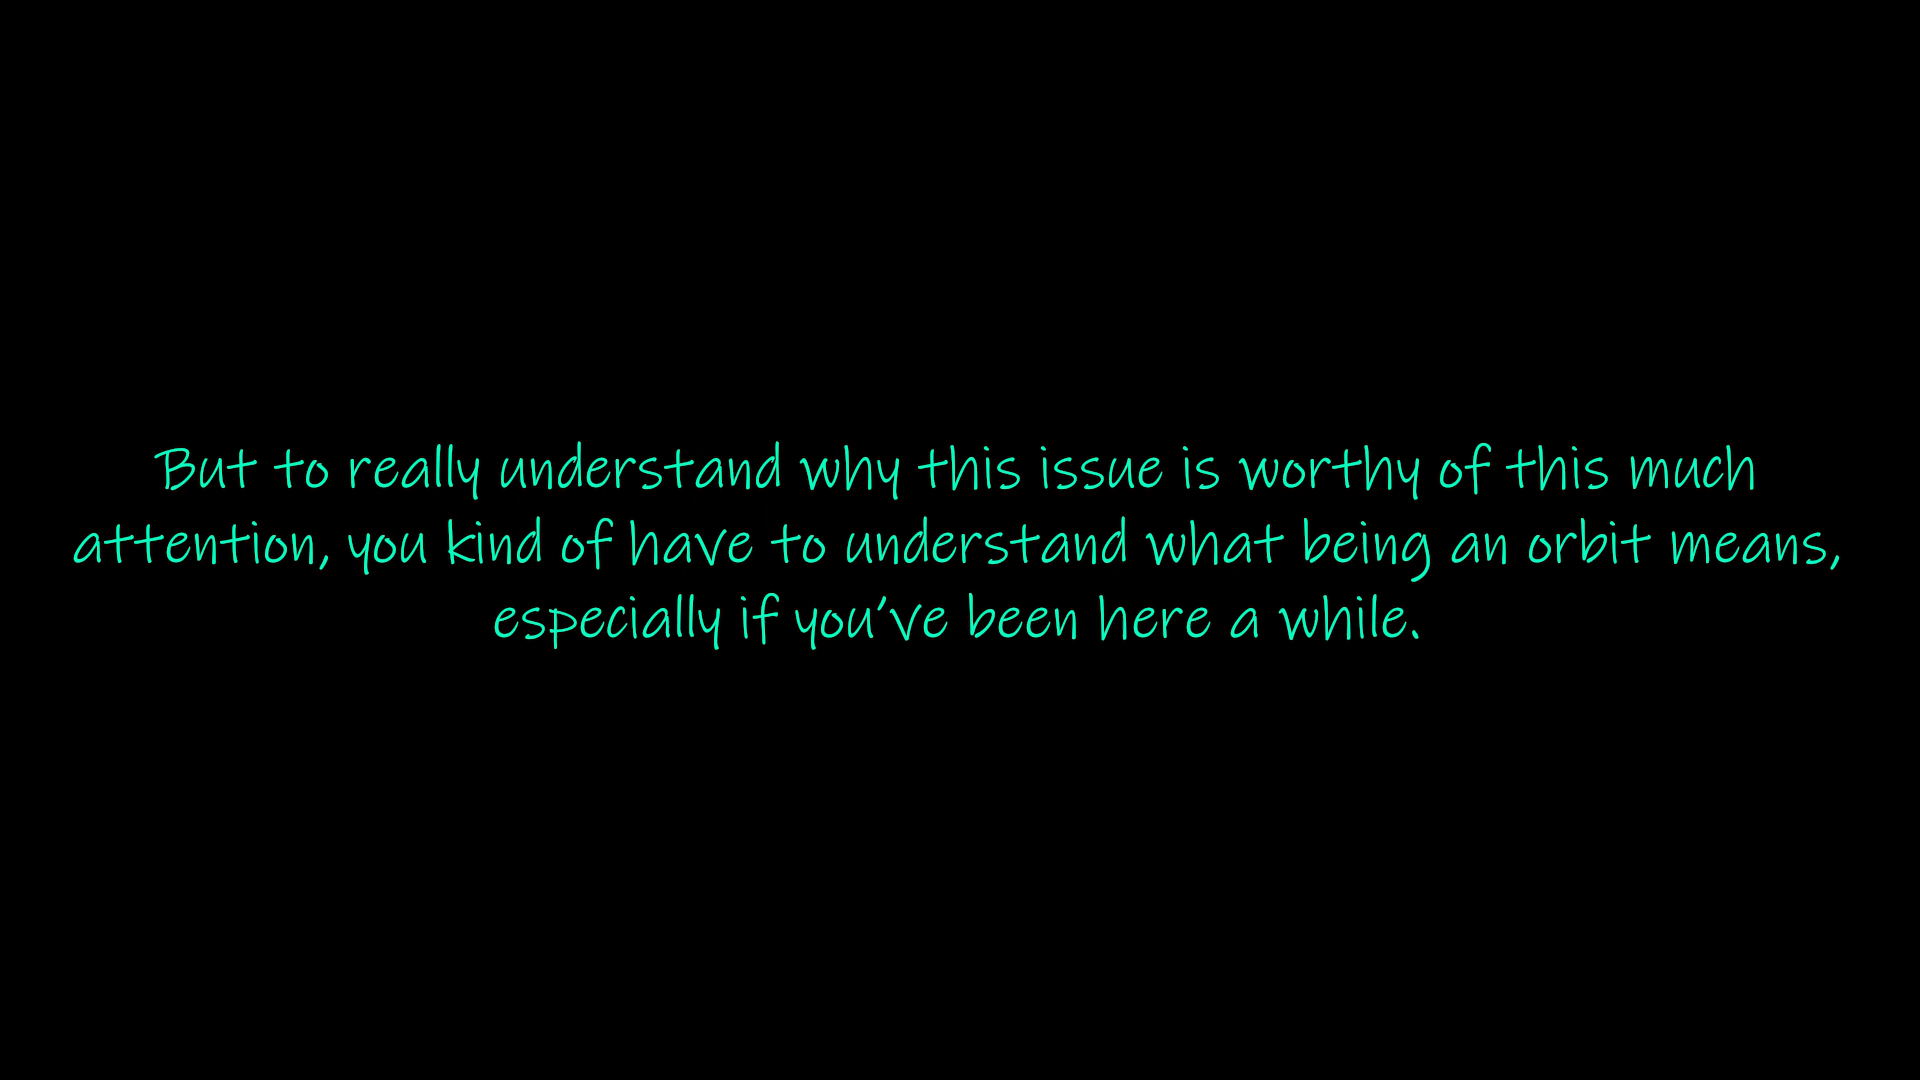 But to really understand why this issue is worthy of this much
attention, you kind of have to understand what being an orbit means,
especially if you've been here a while.